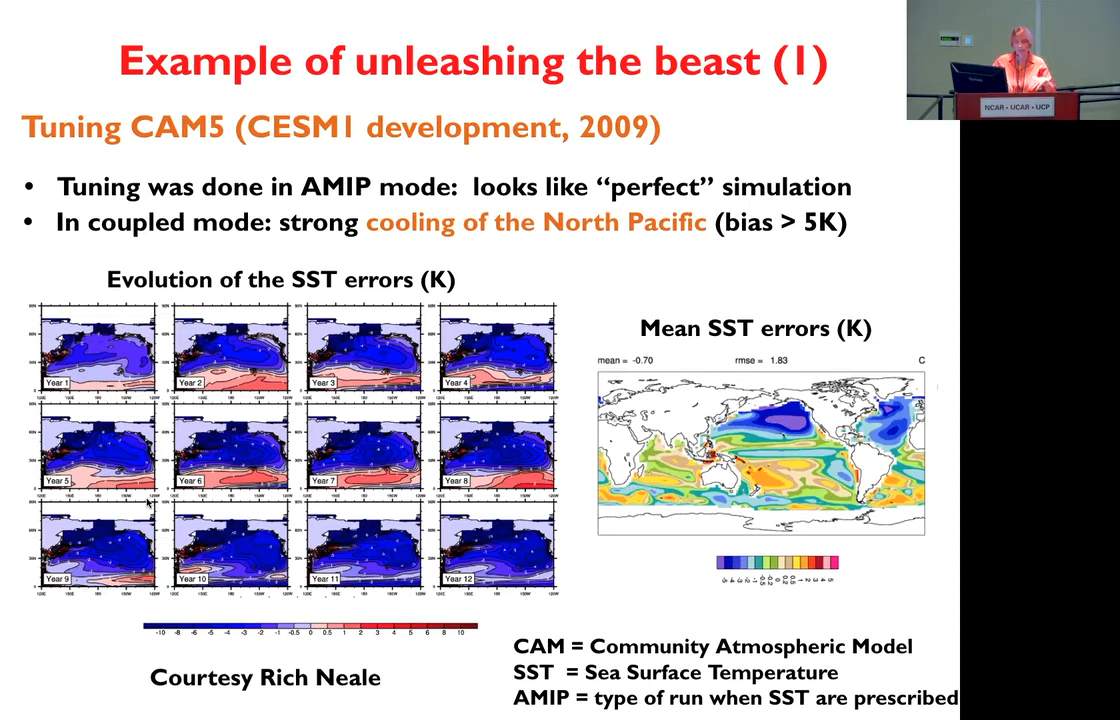 Example of unleashing the beast (1)
NCAR • UCAR • UCP
Tuning CAM5 (CESM1 development, 2009)
• Tuning was done in AMIP mode: looks like “perfect” simulation
• In coupled mode: strong cooling of the North Pacific (bias > 5K)
Evolution of the SST errors (K)
Mean SST errors (K)
mean = -0.70 rmse = 1.83 C
Year 1 Year 2 Year 3 Year 4
Year 5 Year 6 Year 7 Year 8
Year 9 Year 10 Year 11 Year 12
-10 -8 -6 -5 -4 -3 -2 -1 -0.5 0 0.5 1 2 3 4 5 6 8 10
CAM = Community Atmospheric Model
SST = Sea Surface Temperature
AMIP = type of run when SST are prescribed
Courtesy Rich Neale